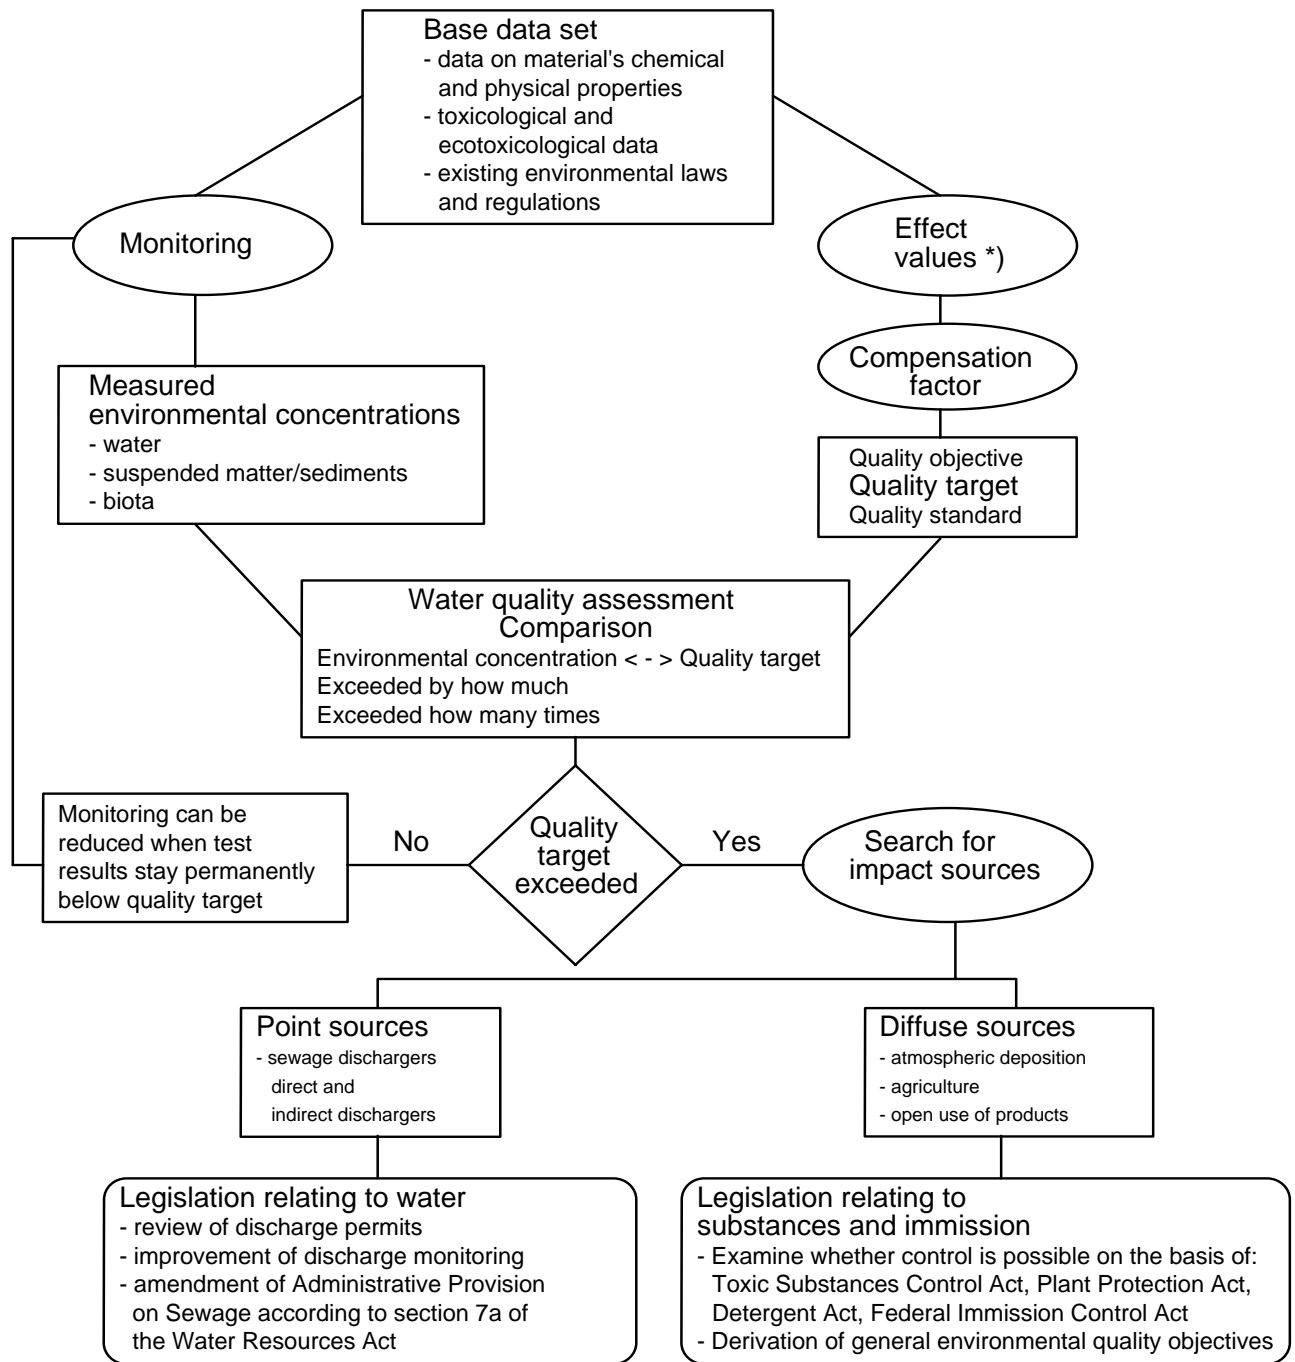 Base data set
- data on material's chemical
and physical properties
- toxicological and
ecotoxicological data
- existing environmental laws
and regulations
Monitoring
Effect
values *)
Compensation
factor
Measured
environmental concentrations
- water
- suspended matter/sediments
- biota
Quality objective
Quality target
Quality standard
Water quality assessment
Comparison
Environmental concentration < - > Quality target
Exceeded by how much
Exceeded how many times
Monitoring can be
reduced when test
results stay permanently
below quality target
No
Quality
target
exceeded
Yes
Search for
impact sources
Point sources
- sewage dischargers
direct and
indirect dischargers
Diffuse sources
- atmospheric deposition
- agriculture
- open use of products
Legislation relating to water
- review of discharge permits
- improvement of discharge monitoring
- amendment of Administrative Provision
on Sewage according to section 7a of
the Water Resources Act
Legislation relating to
substances and immission
- Examine whether control is possible on the basis of:
Toxic Substances Control Act, Plant Protection Act,
Detergent Act, Federal Immission Control Act
- Derivation of general environmental quality objectives